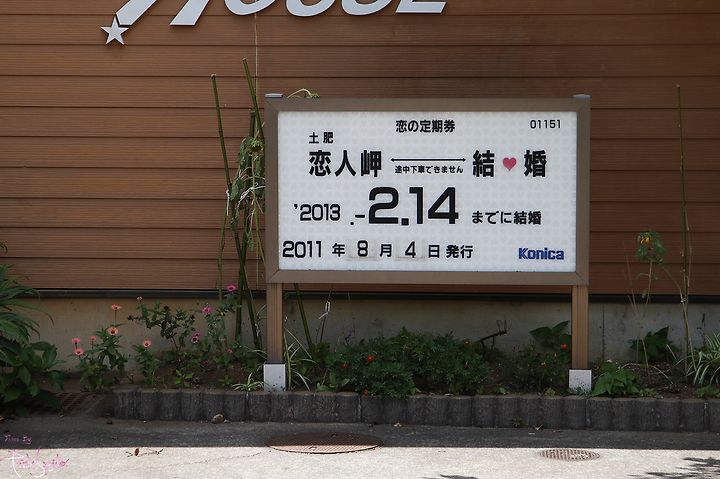 HOUSE
恋の定期券
01151
土肥
恋人岬 ⟷ 結♥婚
途中下車できません
'2013 .-2.14 までに結婚
2011 年 8 月 4 日発行
Konica